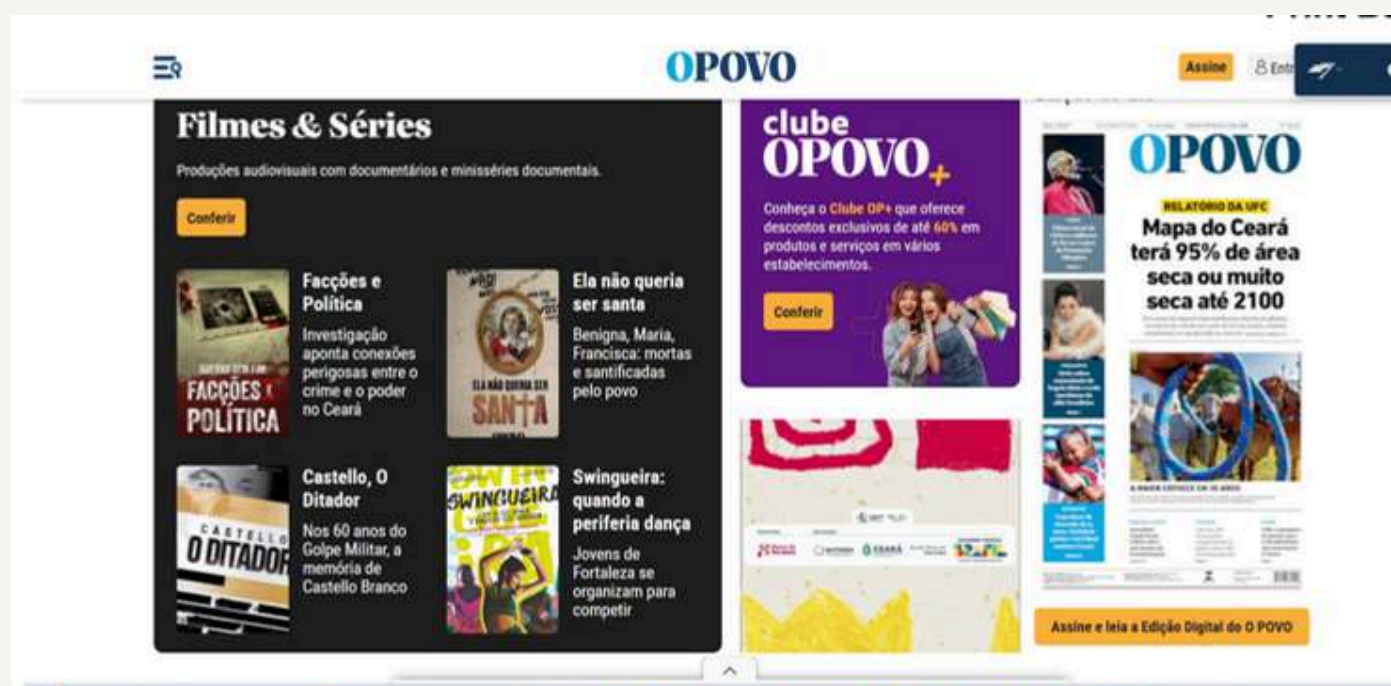 OPOVO
Assine
Entr
Filmes & Séries
Produções audiovisuais com documentários e minisséries documentais.
Conferir
FACÇÕES
POLÍTICA
Facções e
Política
Investigação
aponta conexões
perigosas entre o
crime e o poder
no Ceará
ELA NÃO QUERIA SER
SANTA
Ela não queria
ser santa
Benigna, Maria,
Francisca: mortas
e santificadas
pelo povo
CASTELLO
O DITADOR
Castello, O
Ditador
Nos 60 anos do
Golpe Militar, a
memória de
Castello Branco
SWINGUEIRA
Swingueira:
quando a
periferia dança
Jovens de
Fortaleza se
organizam para
competir
clube
OPOVO+
Conheça o Clube OP+ que oferece
descontos exclusivos de até 60% em
produtos e serviços em vários
estabelecimentos.
Conferir
CEARÁ
OPOVO
RELATÓRIO DA UFC
Mapa do Ceará
terá 95% de área
seca ou muito
seca até 2100
Assine e leia a Edição Digital do O POVO